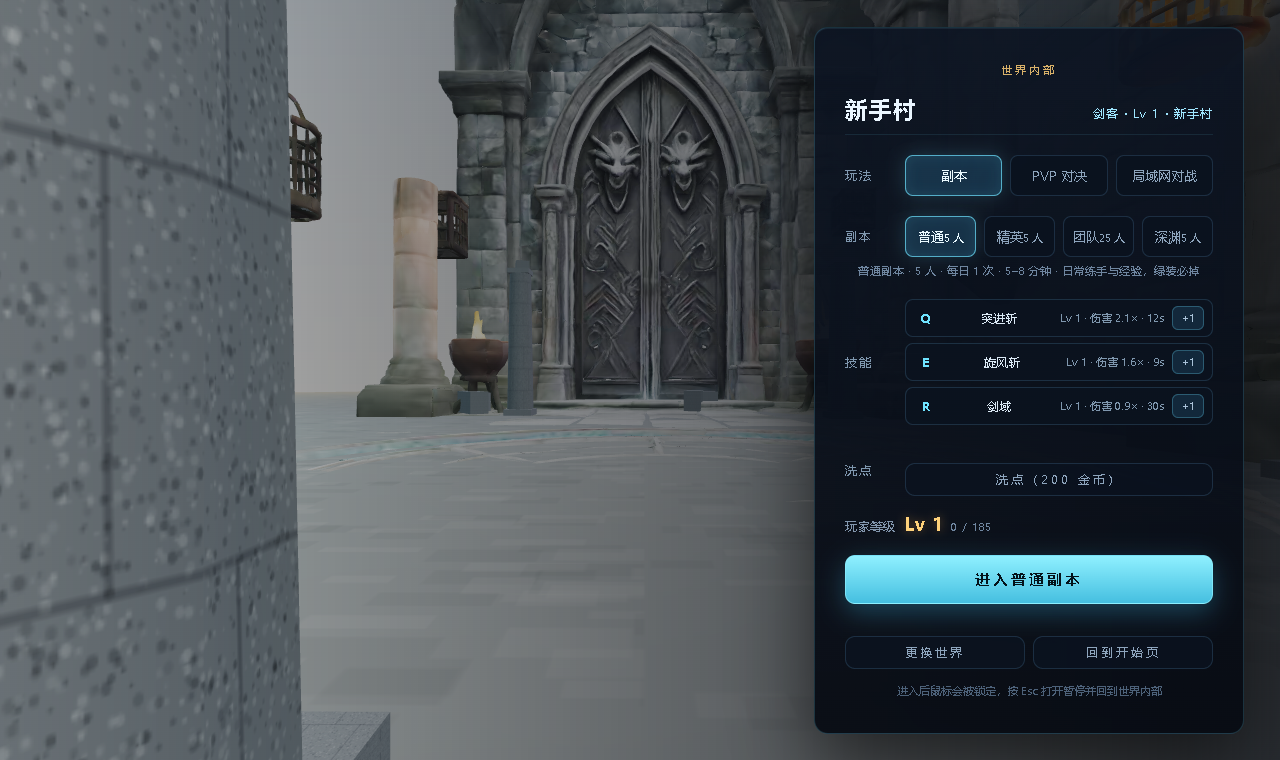 世界内部
新手村 剑客 · Lv 1 · 新手村
玩法 副本 PVP 对决 局域网对战
副本 普通5 人 精英5 人 团队25 人 深渊5 人
普通副本 · 5 人 · 每日 1 次 · 5–8 分钟 · 日常练手与经验，绿装必掉
Q 突进斩 Lv 1 · 伤害 2.1× · 12s +1
技能 E 旋风斩 Lv 1 · 伤害 1.6× · 9s +1
R 剑域 Lv 1 · 伤害 0.9× · 30s +1
洗点 洗点 (200 金币)
玩家等级 Lv 1 0 / 185
进入普通副本
更换世界 回到开始页
进入后鼠标会被锁定，按 Esc 打开暂停并回到世界内部